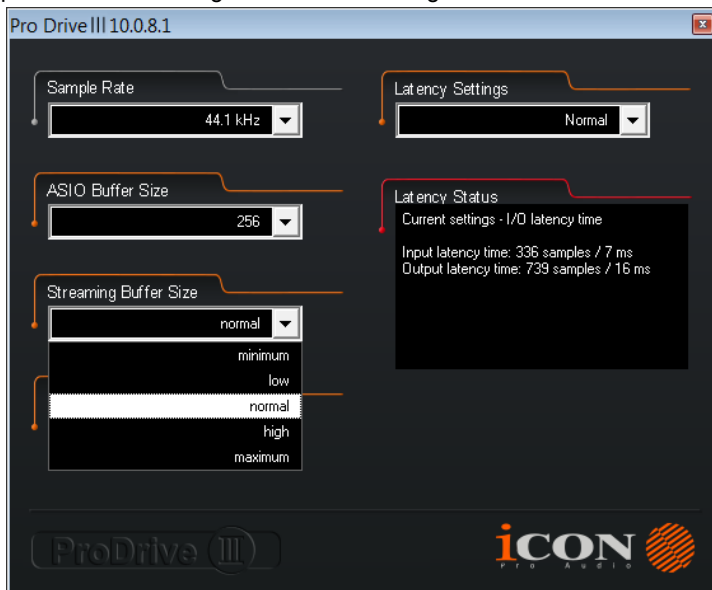 Pro Drive III 10.0.8.1
Sample Rate
44.1 kHz
ASIO Buffer Size
256
Streaming Buffer Size
normal
minimum
low
normal
high
maximum
Latency Settings
Normal
Latency Status
Current settings - I/O latency time
Input latency time: 336 samples / 7 ms
Output latency time: 739 samples / 16 ms
ProDrive III
iCON
Pro Audio